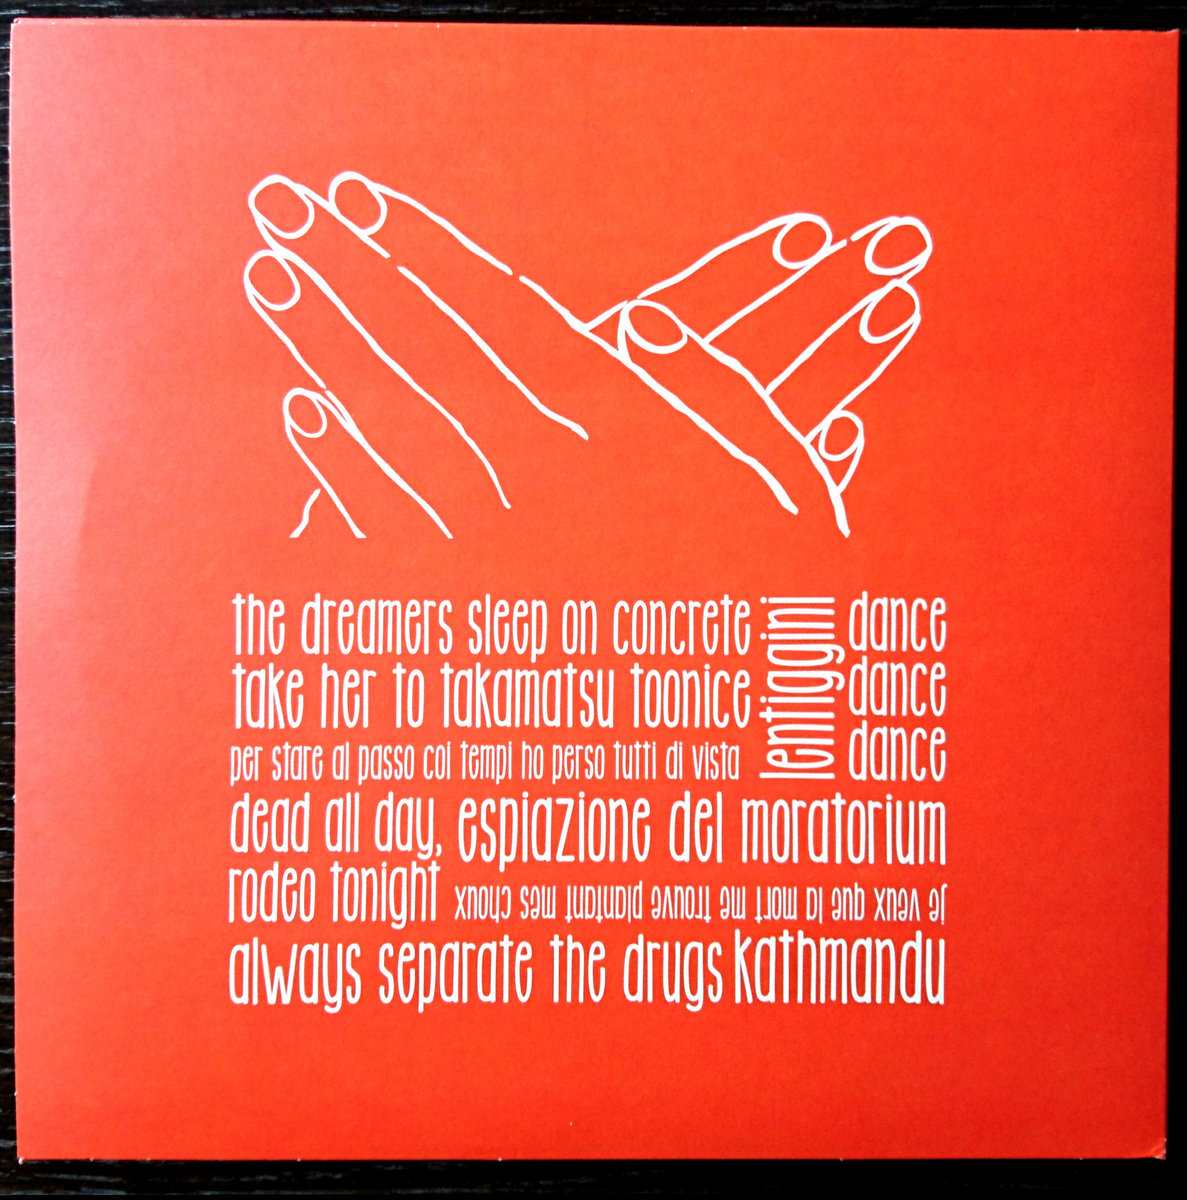 the dreamers sleep on concrete
take her to takamatsu toonice
per stare al passo coi tempi ho perso tutti di vista
lentiggini
dance
dance
dance
dead all day, espiazione del moratorium
rodeo tonight
je veux que la mort me trouve plantant mes choux
always separate the drugs kathmandu